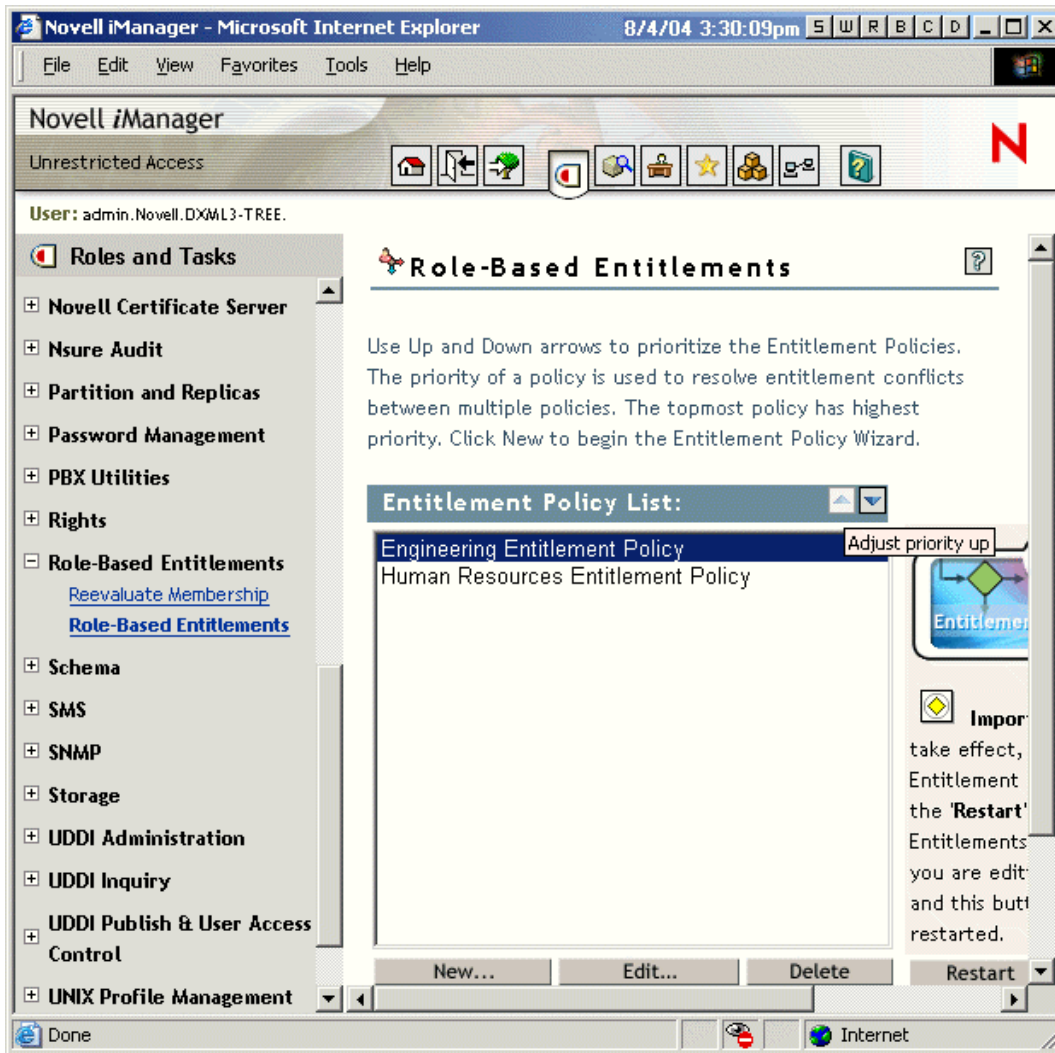 Novell iManager - Microsoft Internet Explorer 8/4/04 3:30:09pm S W R B C D
File Edit View Favorites Tools Help
Novell iManager
Unrestricted Access
N
User: admin.Novell.DXML3-TREE.
Roles and Tasks
Novell Certificate Server
Nsure Audit
Partition and Replicas
Password Management
PBX Utilities
Rights
Role-Based Entitlements
Reevaluate Membership
Role-Based Entitlements
Schema
SMS
SNMP
Storage
UDDI Administration
UDDI Inquiry
UDDI Publish & User Access
Control
UNIX Profile Management
Role-Based Entitlements
?
Use Up and Down arrows to prioritize the Entitlement Policies.
The priority of a policy is used to resolve entitlement conflicts
between multiple policies. The topmost policy has highest
priority. Click New to begin the Entitlement Policy Wizard.
Entitlement Policy List:
Adjust priority up
Engineering Entitlement Policy
Human Resources Entitlement Policy
New... Edit... Delete
Entitlemen
Impor
take effect,
Entitlement
the 'Restart'
Entitlements
you are edit
and this butt
restarted.
Restart
Done Internet